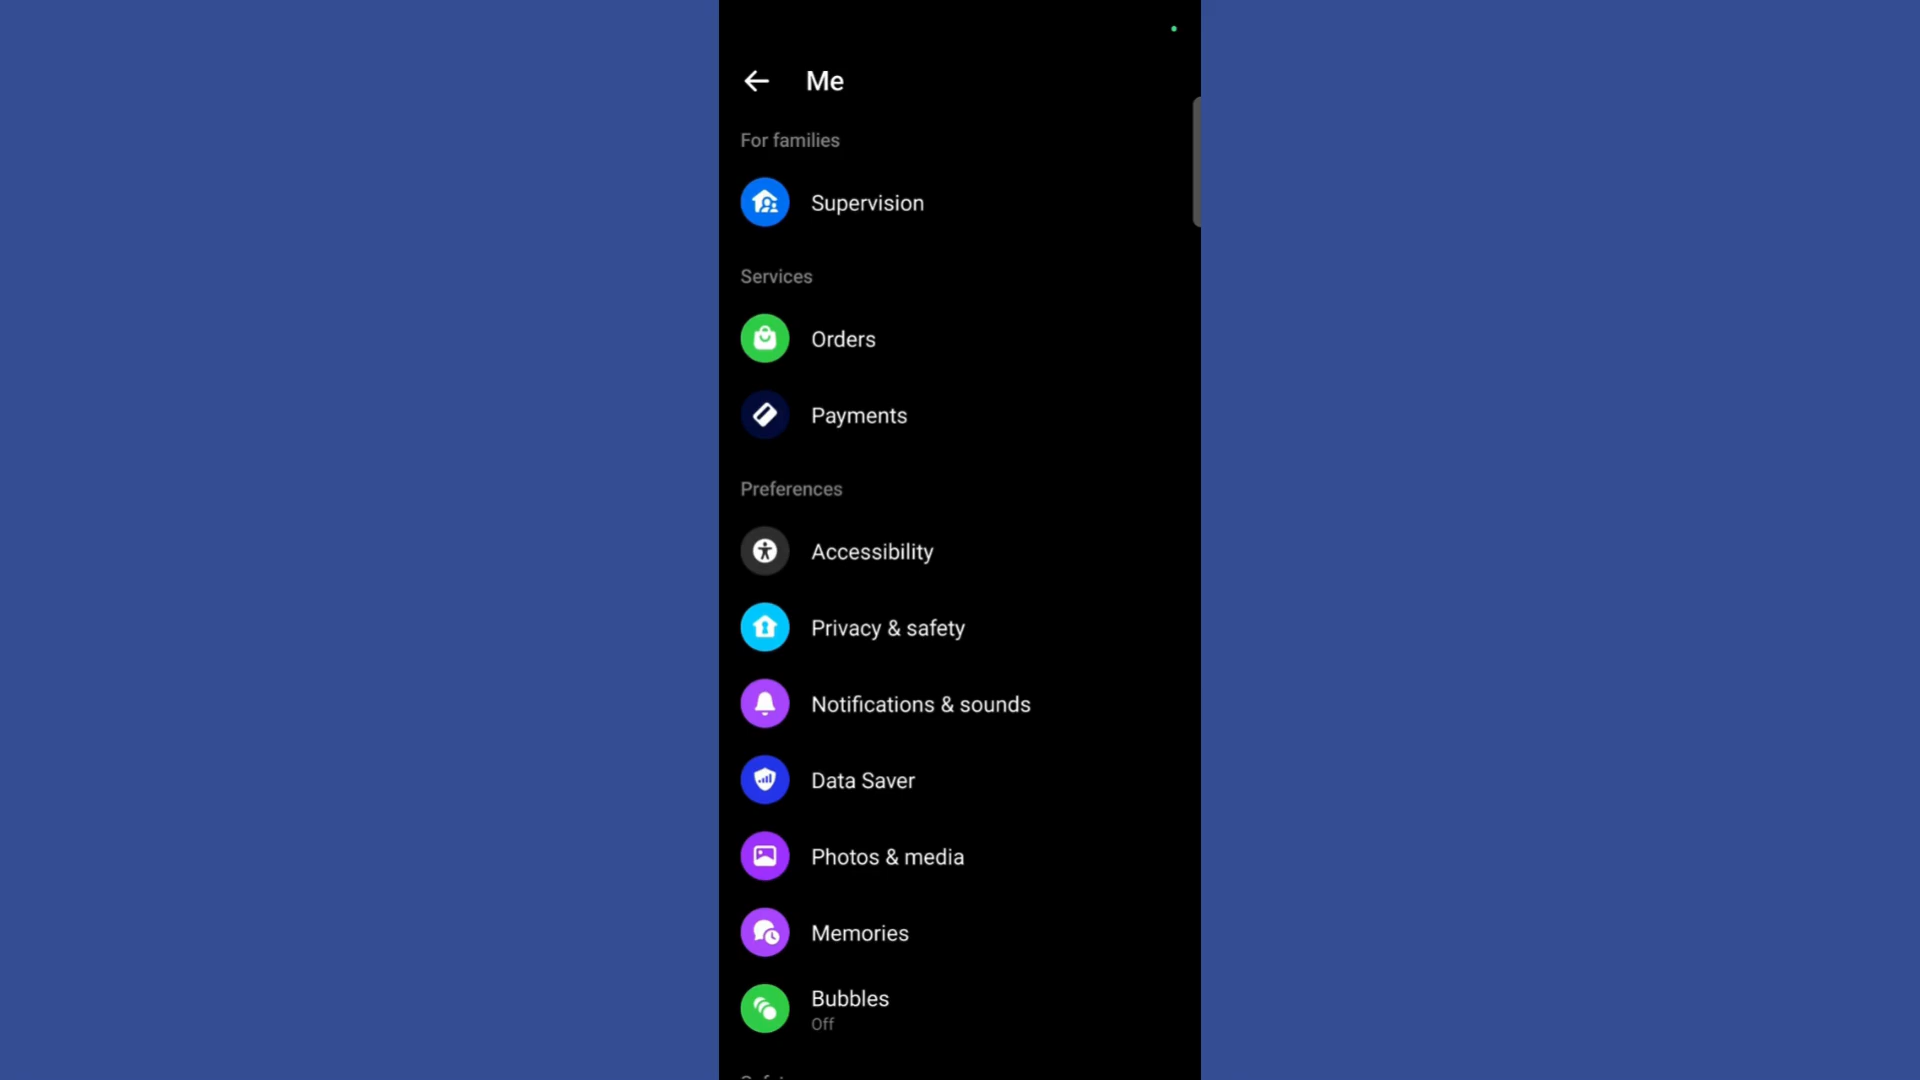 Me
For families
Supervision
Services
Orders
Payments
Preferences
Accessibility
Privacy & safety
Notifications & sounds
Data Saver
Photos & media
Memories
Bubbles
Off